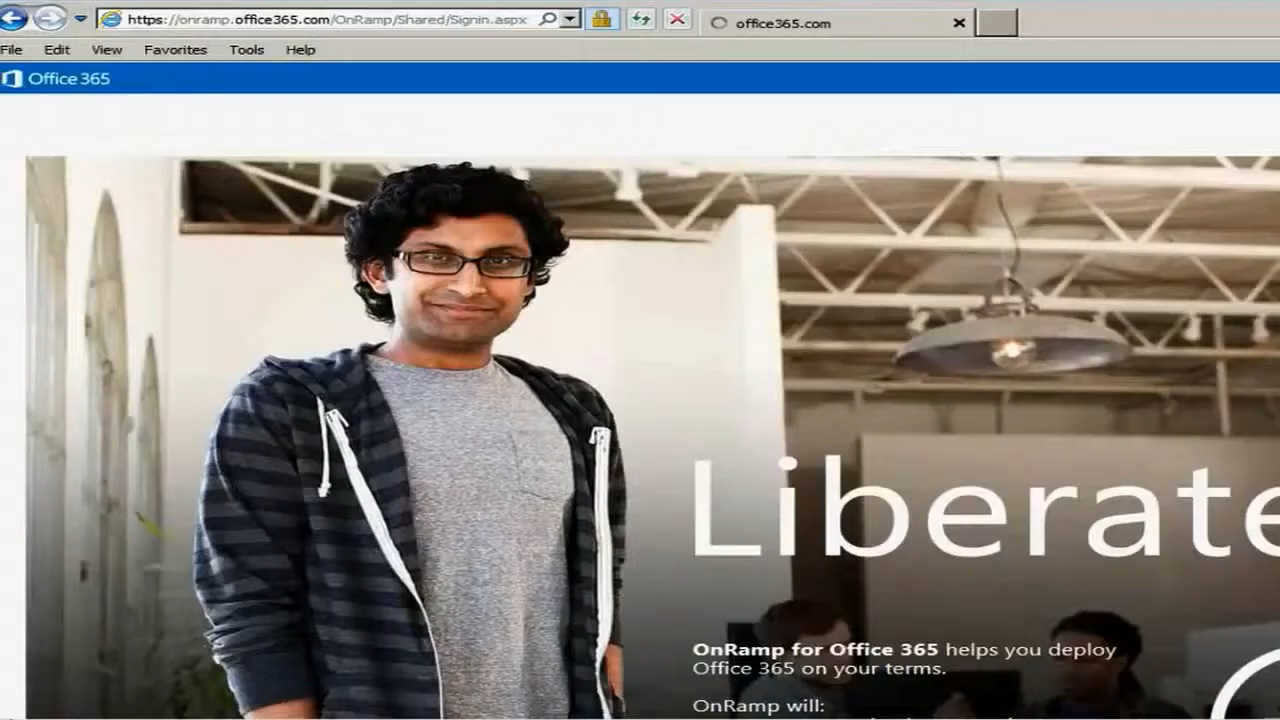 https://onramp.office365.com/OnRamp/Shared/Signin.aspx
office365.com
File Edit View Favorites Tools Help
Office 365
Liberate
OnRamp for Office 365 helps you deploy
Office 365 on your terms.
OnRamp will: